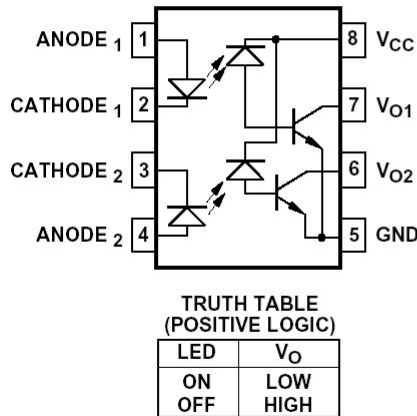 ANODE 1 1 8 VCC
CATHODE 1 2 7 VO1
CATHODE 2 3 6 VO2
ANODE 2 4 5 GND
TRUTH TABLE
(POSITIVE LOGIC)
LED VO
ON LOW
OFF HIGH